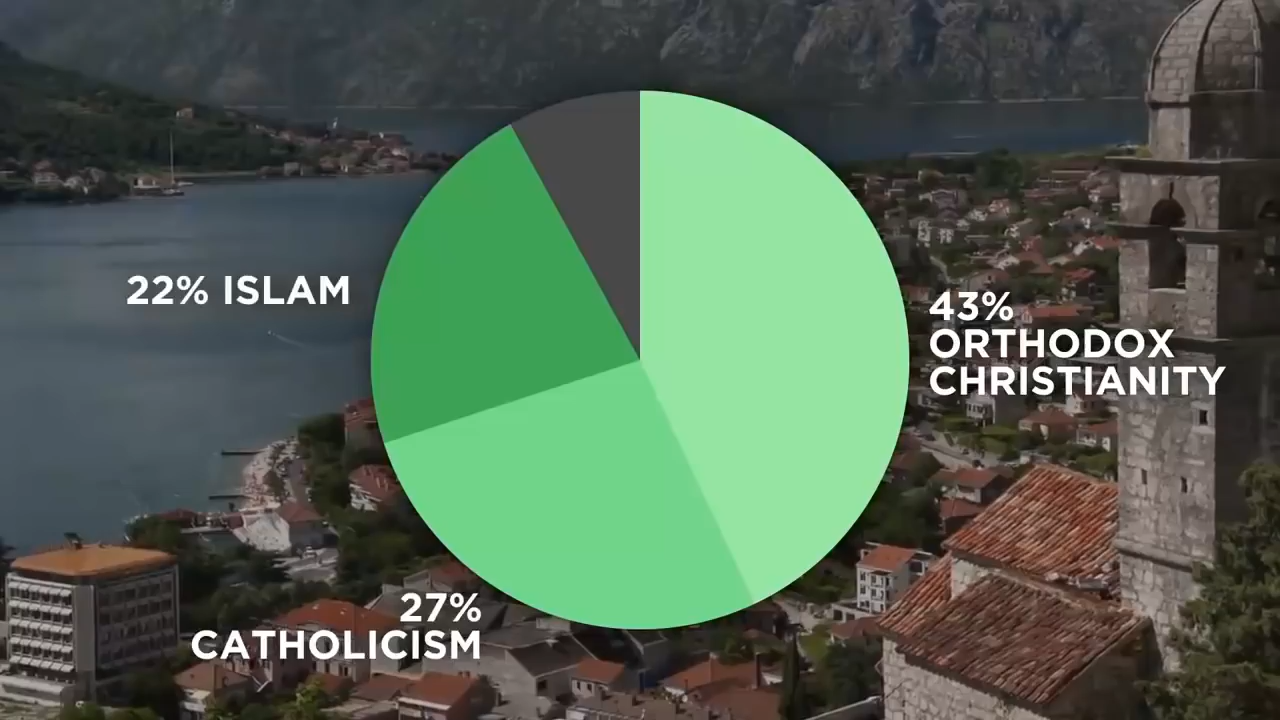 22% ISLAM
43%
ORTHODOX
CHRISTIANITY
27%
CATHOLICISM